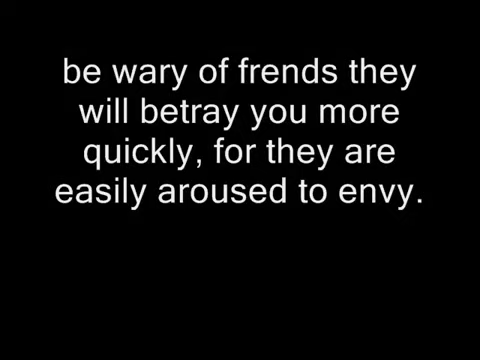 be wary of frends they
will betray you more
quickly, for they are
easily aroused to envy.